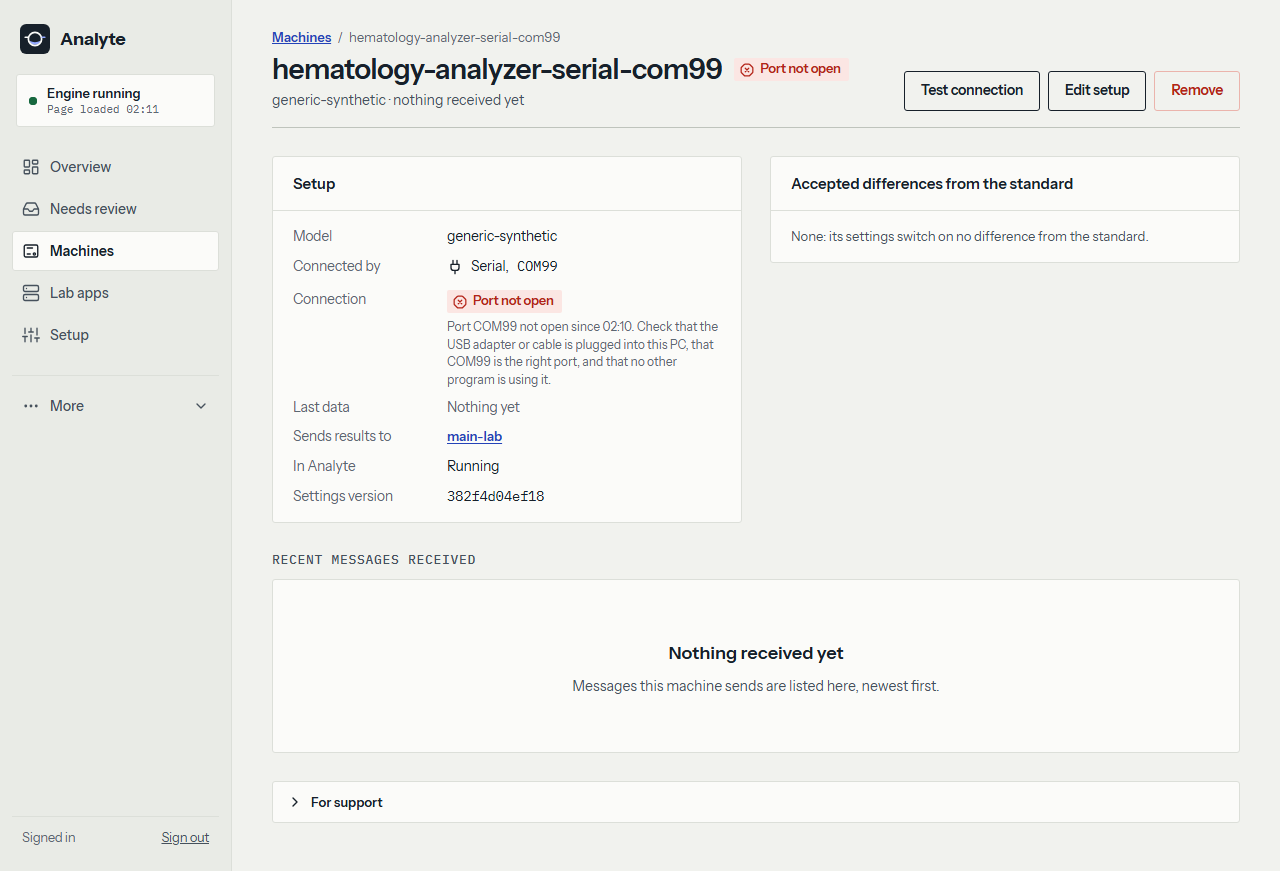 Analyte
Engine running
Page loaded 02:11
Overview
Needs review
Machines
Lab apps
Setup
More
Signed in
Sign out
Machines / hematology-analyzer-serial-com99
hematology-analyzer-serial-com99
Port not open
generic-synthetic · nothing received yet
Test connection
Edit setup
Remove
Setup
Model generic-synthetic
Connected by Serial, COM99
Connection Port not open
Port COM99 not open since 02:10. Check that the
USB adapter or cable is plugged into this PC, that
COM99 is the right port, and that no other
program is using it.
Last data Nothing yet
Sends results to main-lab
In Analyte Running
Settings version 382f4d04ef18
Accepted differences from the standard
None: its settings switch on no difference from the standard.
RECENT MESSAGES RECEIVED
Nothing received yet
Messages this machine sends are listed here, newest first.
For support